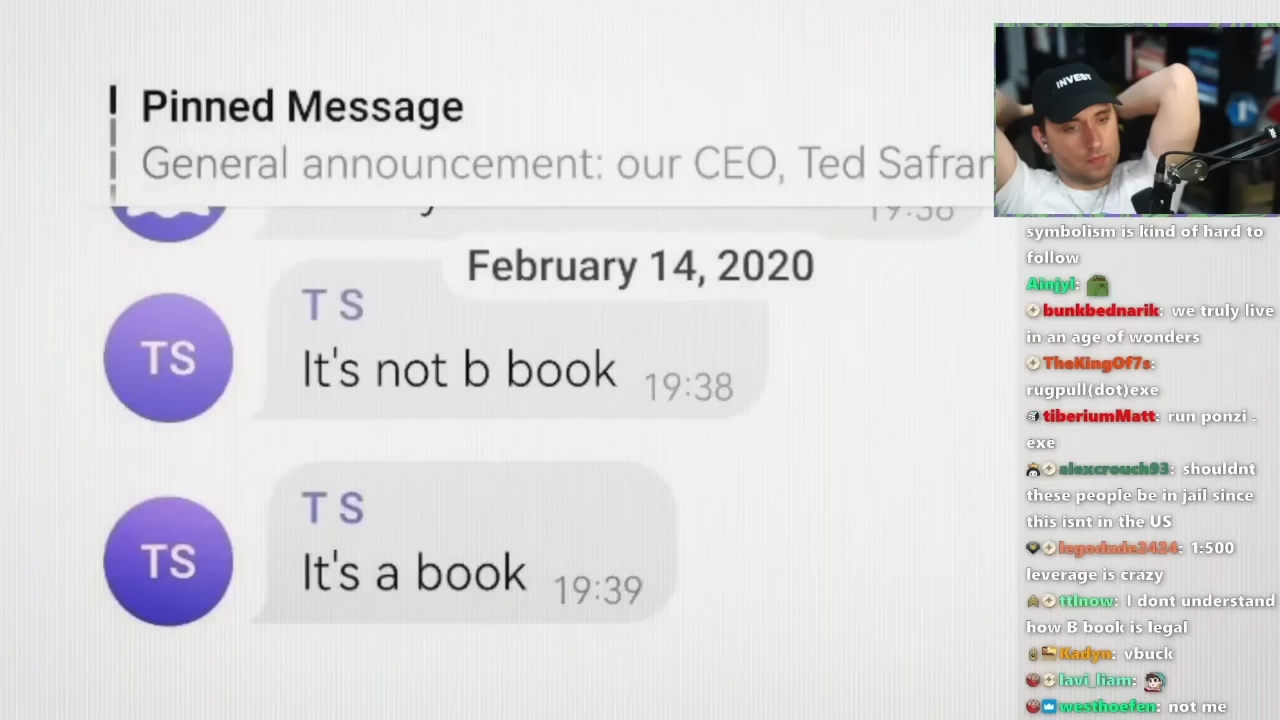 Pinned Message
General announcement: our CEO, Ted Safran
19:38
February 14, 2020
T S
TS
It's not b book 19:38
T S
TS
It's a book 19:39
INVEST
symbolism is kind of hard to
follow
Ainjyl:
bunkbednarik: we truly live
in an age of wonders
TheKingOf7s:
rugpull(dot)exe
tiberiumMatt: run ponzi .
exe
alexcrouch93: shouldnt
these people be in jail since
this isnt in the US
legodude3424: 1:500
leverage is crazy
ttlnow: I dont understand
how B book is legal
Kadyn: vbuck
lavi_liam:
westhoefen: not me